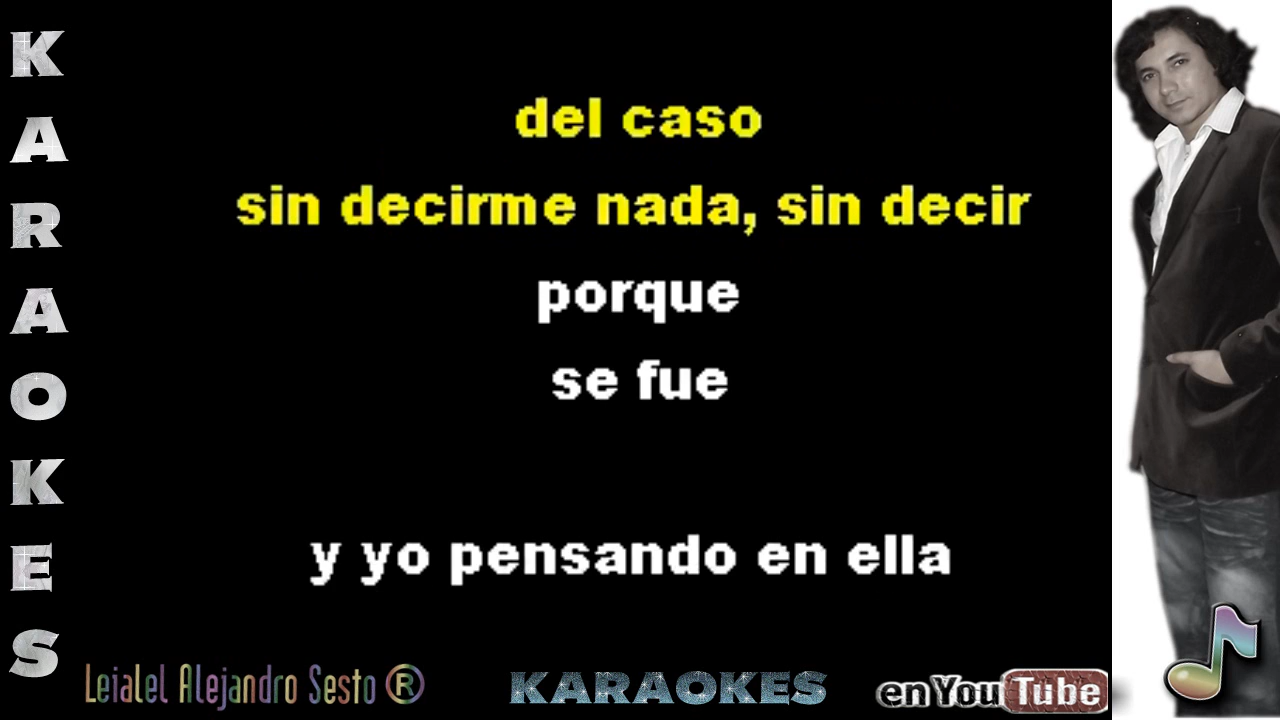 KARAOKES
del caso
sin decirme nada, sin decir
porque
se fue
y yo pensando en ella
Leialel Alejandro Sesto ®
KARAOKES
en YouTube